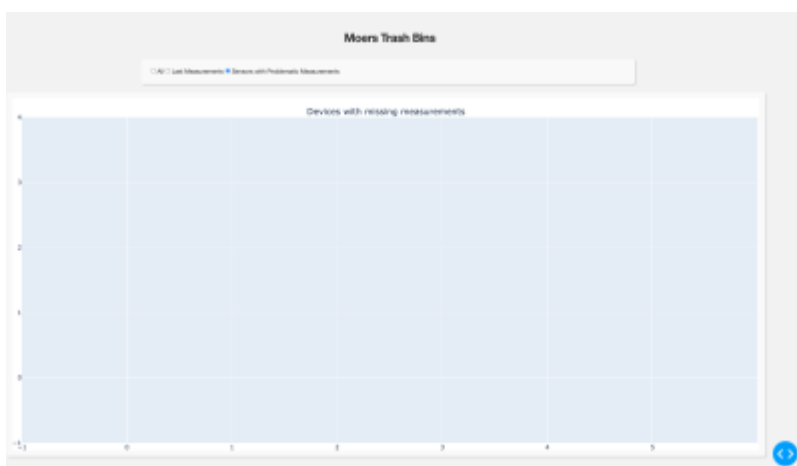 Moers Trash Bins
All Last Measurements Sensors with Problematic Measurements
Devices with missing measurements
4
3
2
1
0
−1
−1 0 1 2 3 4 5